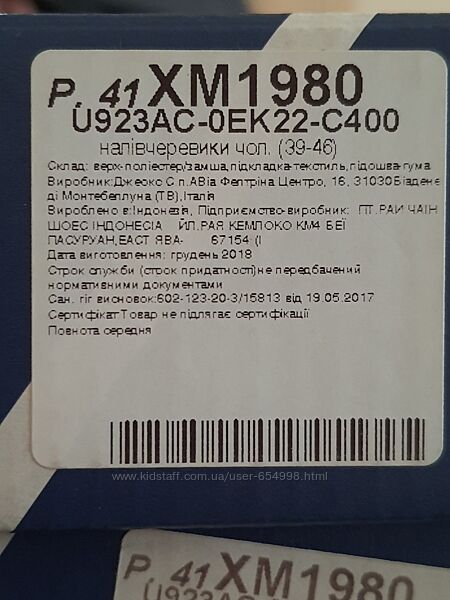 Р. 41 XM1980
U923AC-0EK22-C400
напівчеревики чол. (39-46)
Склад: верх-поліестер/замша,підкладка-текстиль,підошва-гума
Виробник:Джеокс С.п.АВіа Фелтріна Центро, 16, 31030Біадене
ді Монтебеллуна (ТВ),Італія
Вироблено в:Індонезія, Підприємство-виробник: ПТ.РАИ ЧАІН
ШОЕС ІНДОНЕСІА ЙЛ.РАЯ КЕМЛОКО КМ4 БЕЇ
ПАСУРУАН,ЕАСТ ЯВА- 67154 (І
Дата виготовлення: грудень 2018
Строк служби (строк придатності)не передбачений
нормативними документами
Сан. гіг висновок:602-123-20-3/15813 від 19.05.2017
Сертифікат:Товар не підлягає сертифікації
Повнота середня
www.kidstaff.com.ua/user-654998.html
Р. 41 XM1980